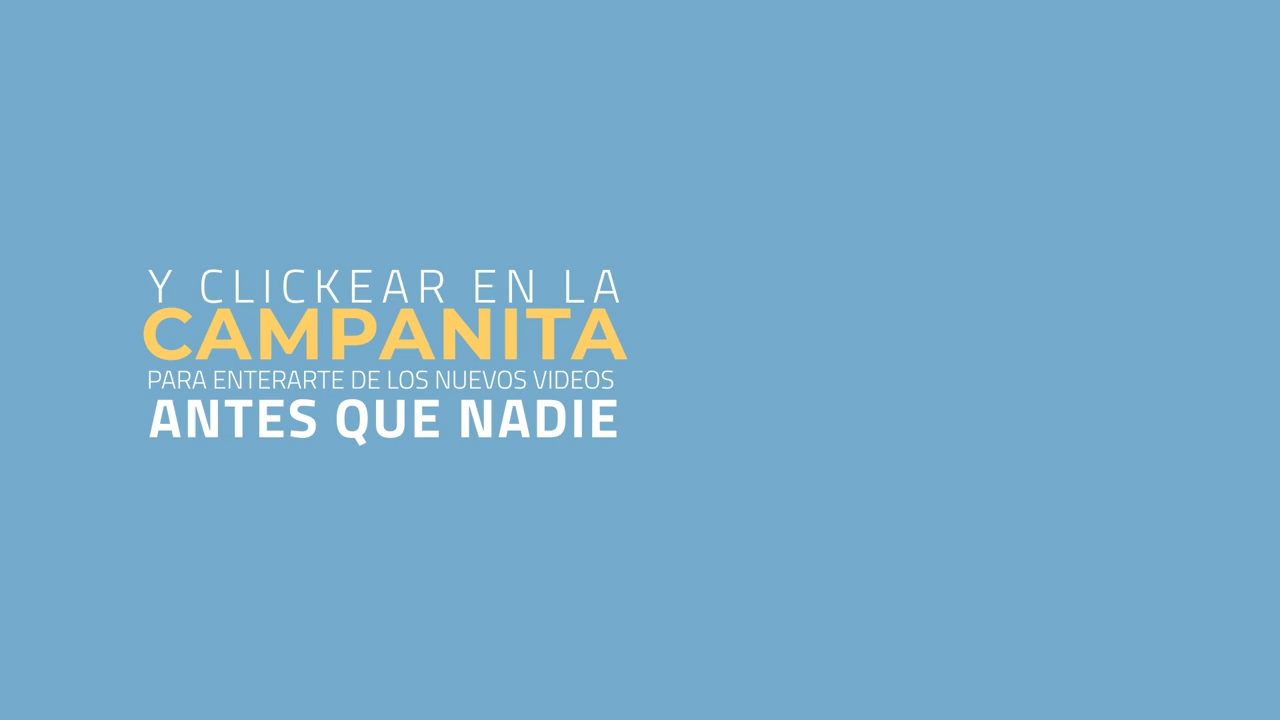 Y CLICKEAR EN LA
CAMPANITA
PARA ENTERARTE DE LOS NUEVOS VIDEOS
ANTES QUE NADIE